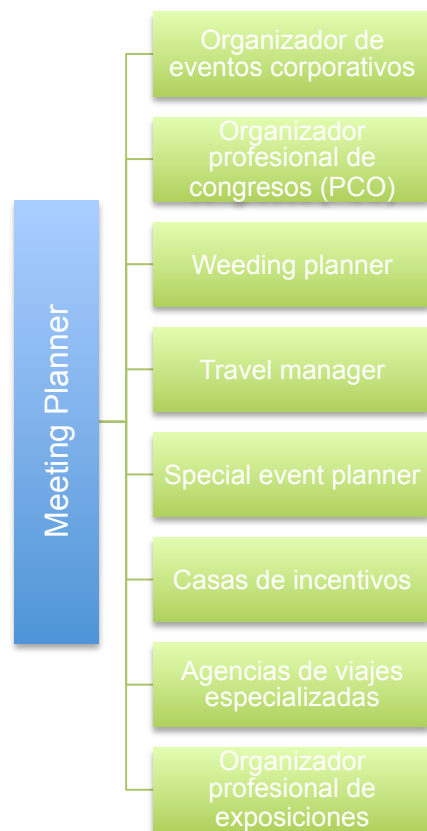 Meeting Planner
Organizador de
eventos corporativos
Organizador
profesional de
congresos (PCO)
Weeding planner
Travel manager
Special event planner
Casas de incentivos
Agencias de viajes
especializadas
Organizador
profesional de
exposiciones